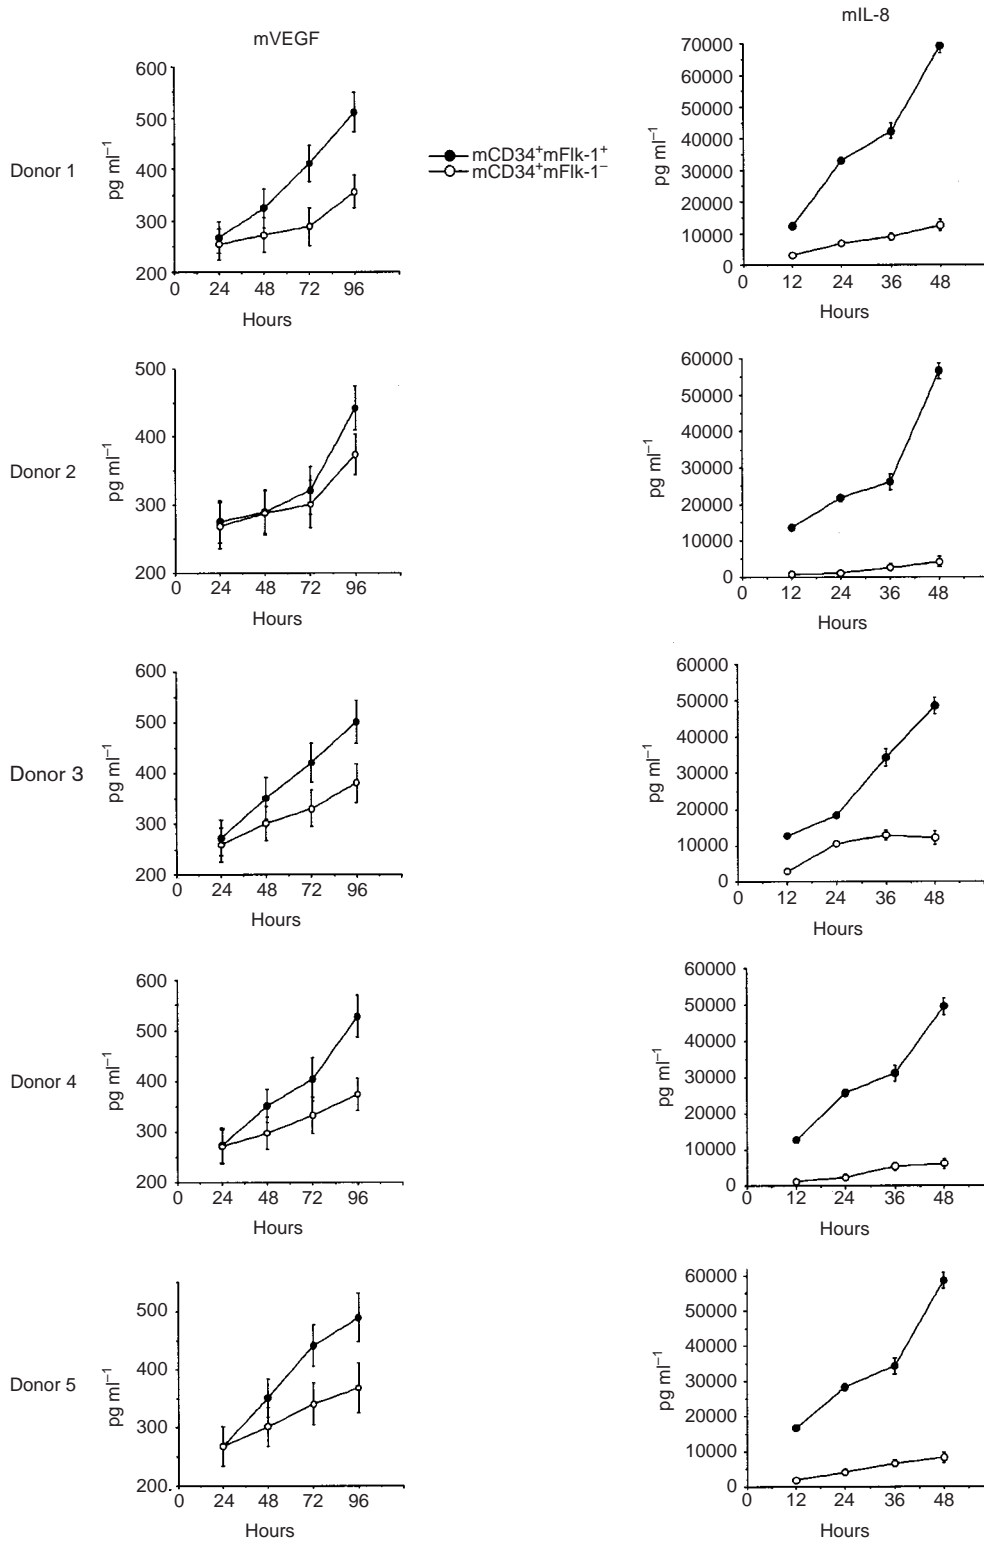 mVEGF
mIL-8
Donor 1
pg ml⁻¹
600
500
400
300
200
0 24 48 72 96
Hours
mCD34⁺mFlk-1⁺
mCD34⁺mFlk-1⁻
pg ml⁻¹
70000
60000
50000
40000
30000
20000
10000
0
0 12 24 36 48
Hours
Donor 2
pg ml⁻¹
500
400
300
200
0 24 48 72 96
Hours
pg ml⁻¹
60000
50000
40000
30000
20000
10000
0
0 12 24 36 48
Hours
Donor 3
pg ml⁻¹
600
500
400
300
200
0 24 48 72 96
Hours
pg ml⁻¹
60000
50000
40000
30000
20000
10000
0
0 12 24 36 48
Hours
Donor 4
pg ml⁻¹
600
500
400
300
200
0 24 48 72 96
Hours
pg ml⁻¹
60000
50000
40000
30000
20000
10000
0
0 12 24 36 48
Hours
Donor 5
pg ml⁻¹
500
400
300
200
0 24 48 72 96
Hours
pg ml⁻¹
60000
50000
40000
30000
20000
10000
0
0 12 24 36 48
Hours